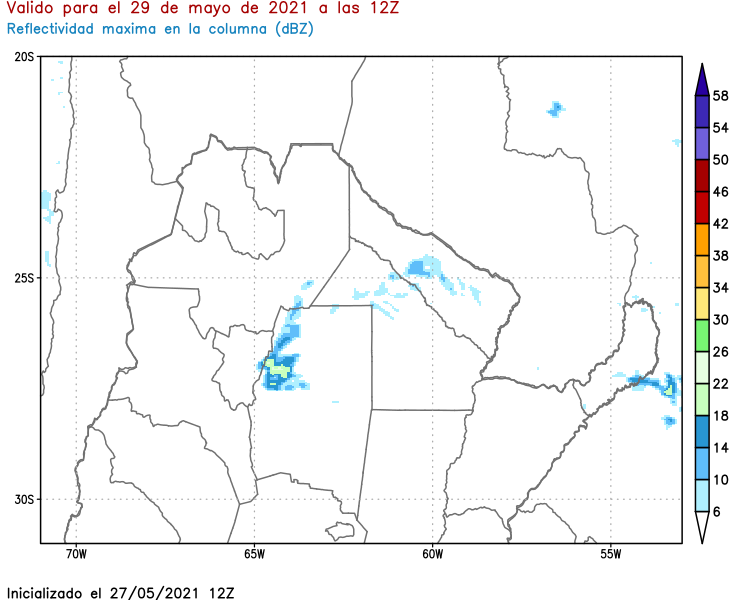 Valido para el 29 de mayo de 2021 a las 12Z
Reflectividad maxima en la columna (dBZ)
20S
25S
30S
70W
65W
60W
55W
58
54
50
46
42
38
34
30
26
22
18
14
10
6
Inicializado el 27/05/2021 12Z